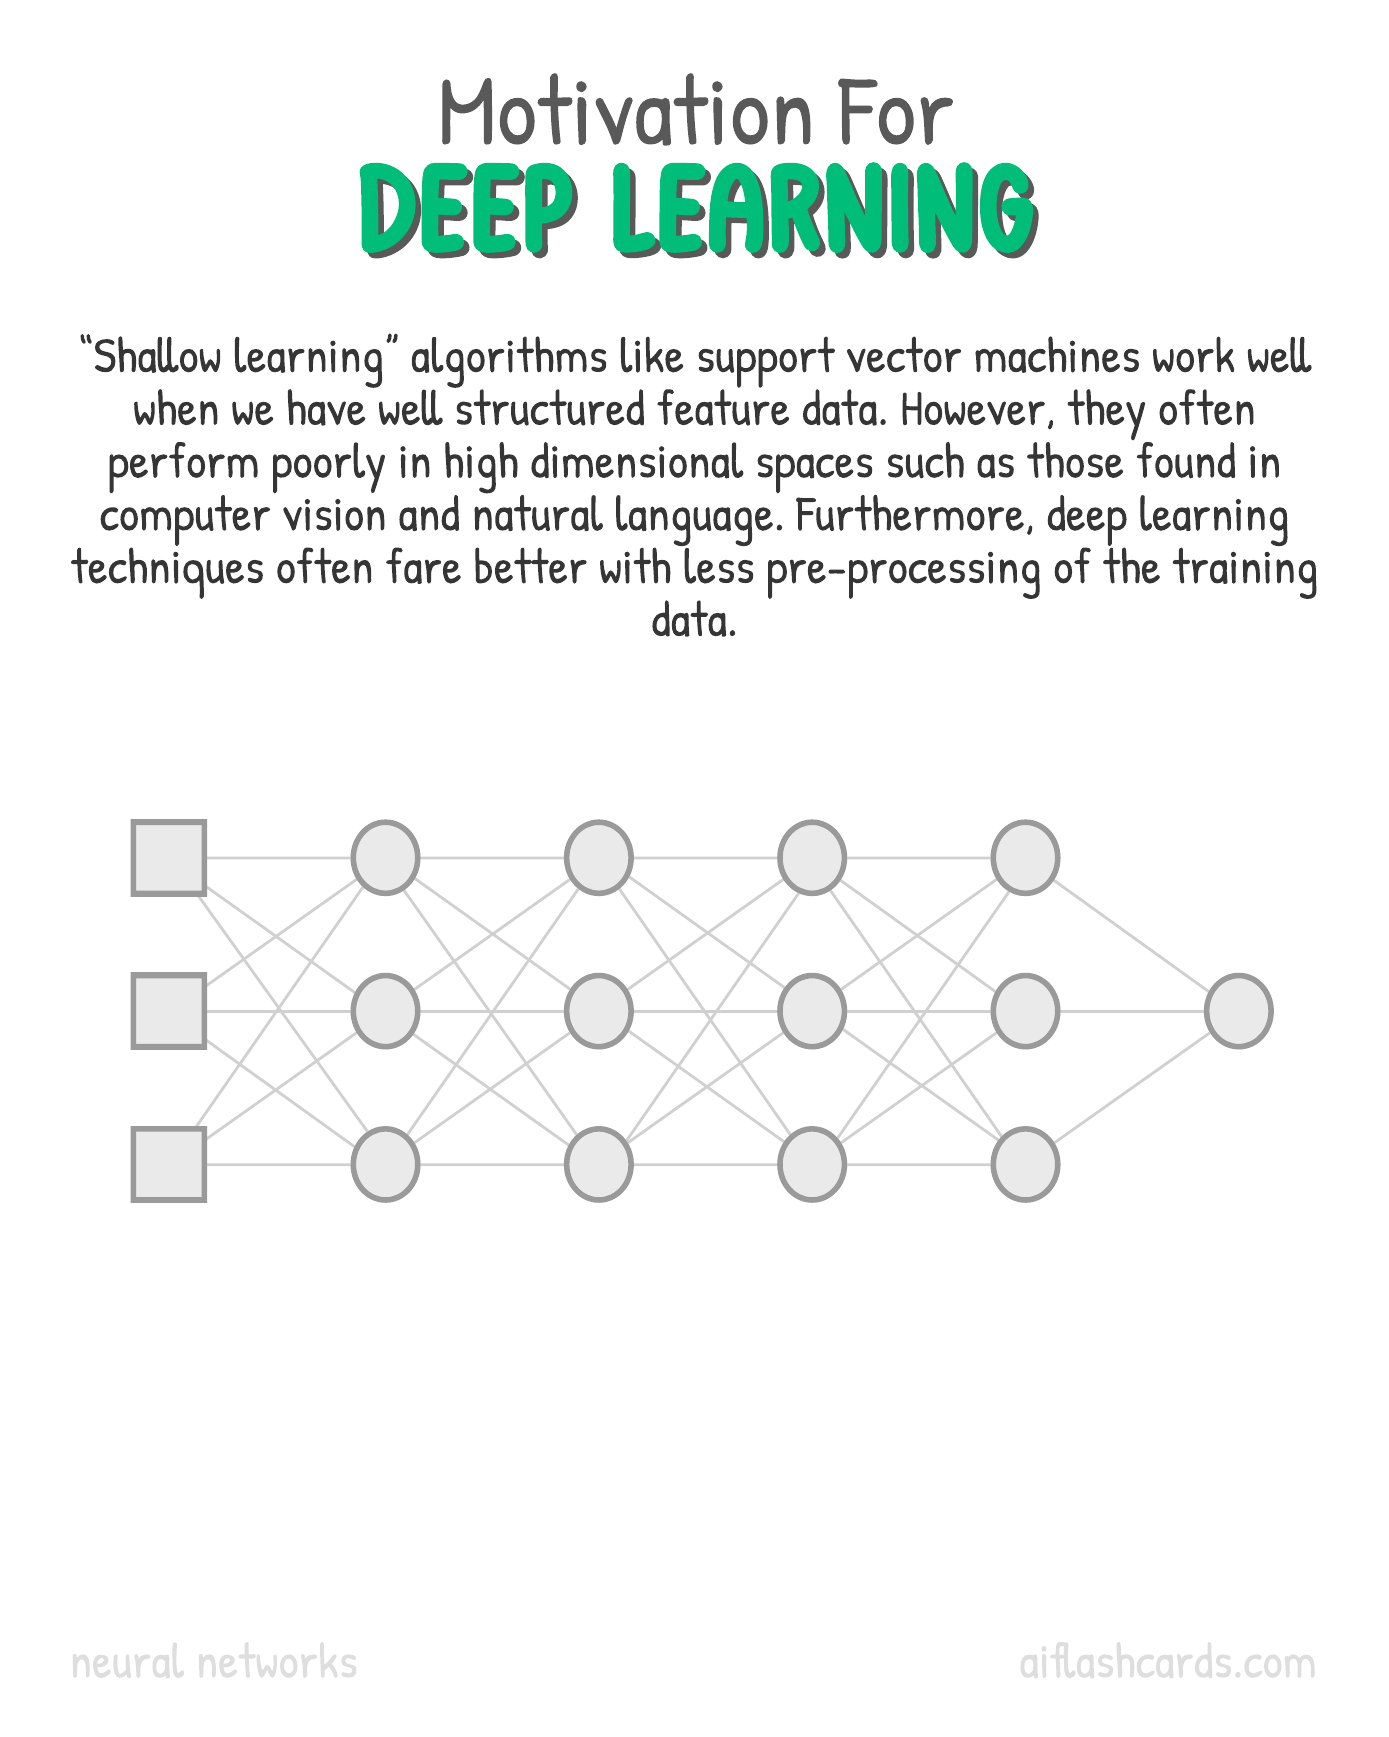 Motivation For
DEEP LEARNING
“Shallow learning” algorithms like support vector machines work well
when we have well structured feature data. However, they often
perform poorly in high dimensional spaces such as those found in
computer vision and natural language. Furthermore, deep learning
techniques often fare better with less pre-processing of the training
data.
neural networks
aiflashcards.com